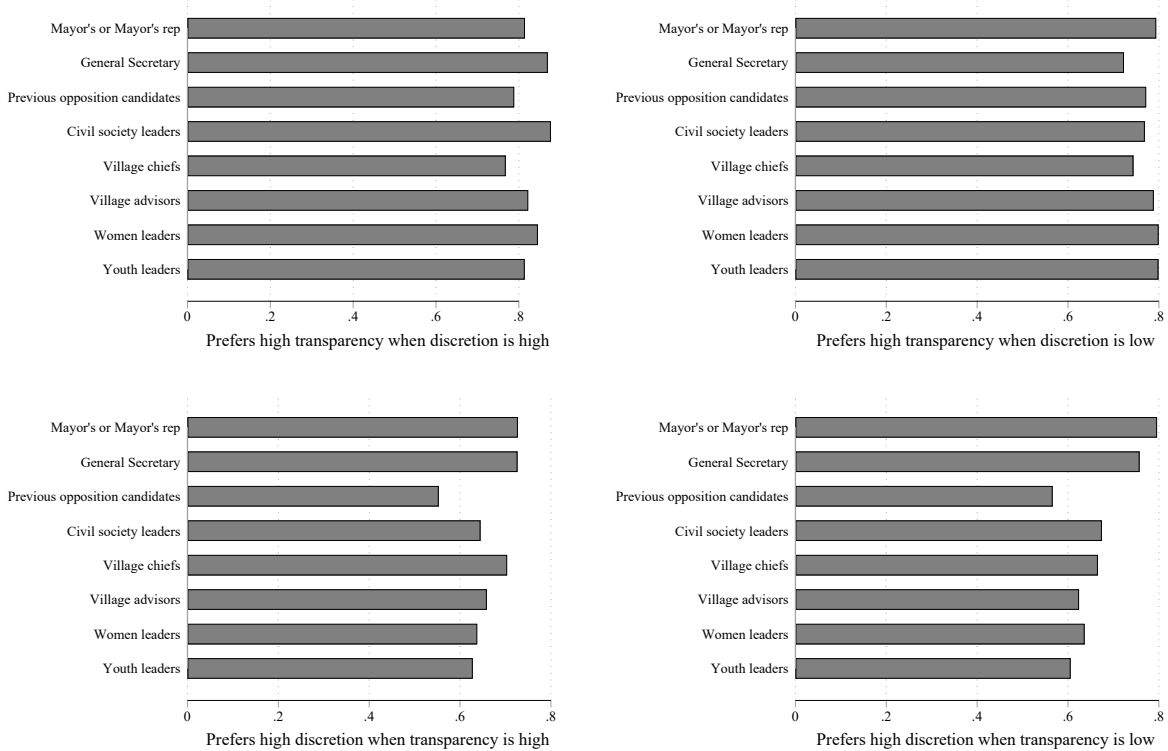 Mayor's or Mayor's rep
General Secretary
Previous opposition candidates
Civil society leaders
Village chiefs
Village advisors
Women leaders
Youth leaders
0 .2 .4 .6 .8
Prefers high transparency when discretion is high
Mayor's or Mayor's rep
General Secretary
Previous opposition candidates
Civil society leaders
Village chiefs
Village advisors
Women leaders
Youth leaders
0 .2 .4 .6 .8
Prefers high transparency when discretion is low
Mayor's or Mayor's rep
General Secretary
Previous opposition candidates
Civil society leaders
Village chiefs
Village advisors
Women leaders
Youth leaders
0 .2 .4 .6 .8
Prefers high discretion when transparency is high
Mayor's or Mayor's rep
General Secretary
Previous opposition candidates
Civil society leaders
Village chiefs
Village advisors
Women leaders
Youth leaders
0 .2 .4 .6 .8
Prefers high discretion when transparency is low